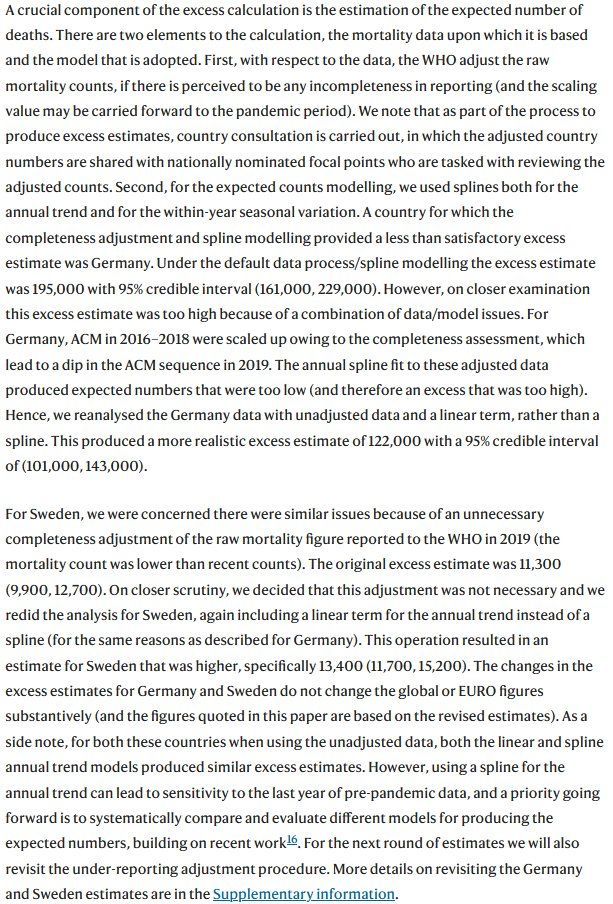 A crucial component of the excess calculation is the estimation of the expected number of
deaths. There are two elements to the calculation, the mortality data upon which it is based
and the model that is adopted. First, with respect to the data, the WHO adjust the raw
mortality counts, if there is perceived to be any incompleteness in reporting (and the scaling
value may be carried forward to the pandemic period). We note that as part of the process to
produce excess estimates, country consultation is carried out, in which the adjusted country
numbers are shared with nationally nominated focal points who are tasked with reviewing the
adjusted counts. Second, for the expected counts modelling, we used splines both for the
annual trend and for the within-year seasonal variation. A country for which the
completeness adjustment and spline modelling provided a less than satisfactory excess
estimate was Germany. Under the default data process/spline modelling the excess estimate
was 195,000 with 95% credible interval (161,000, 229,000). However, on closer examination
this excess estimate was too high because of a combination of data/model issues. For
Germany, ACM in 2016–2018 were scaled up owing to the completeness assessment, which
lead to a dip in the ACM sequence in 2019. The annual spline fit to these adjusted data
produced expected numbers that were too low (and therefore an excess that was too high).
Hence, we reanalysed the Germany data with unadjusted data and a linear term, rather than a
spline. This produced a more realistic excess estimate of 122,000 with a 95% credible interval
of (101,000, 143,000).
For Sweden, we were concerned there were similar issues because of an unnecessary
completeness adjustment of the raw mortality figure reported to the WHO in 2019 (the
mortality count was lower than recent counts). The original excess estimate was 11,300
(9,900, 12,700). On closer scrutiny, we decided that this adjustment was not necessary and we
redid the analysis for Sweden, again including a linear term for the annual trend instead of a
spline (for the same reasons as described for Germany). This operation resulted in an
estimate for Sweden that was higher, specifically 13,400 (11,700, 15,200). The changes in the
excess estimates for Germany and Sweden do not change the global or EURO figures
substantively (and the figures quoted in this paper are based on the revised estimates). As a
side note, for both these countries when using the unadjusted data, both the linear and spline
annual trend models produced similar excess estimates. However, using a spline for the
annual trend can lead to sensitivity to the last year of pre-pandemic data, and a priority going
forward is to systematically compare and evaluate different models for producing the
expected numbers, building on recent work16. For the next round of estimates we will also
revisit the under-reporting adjustment procedure. More details on revisiting the Germany
and Sweden estimates are in the Supplementary information.